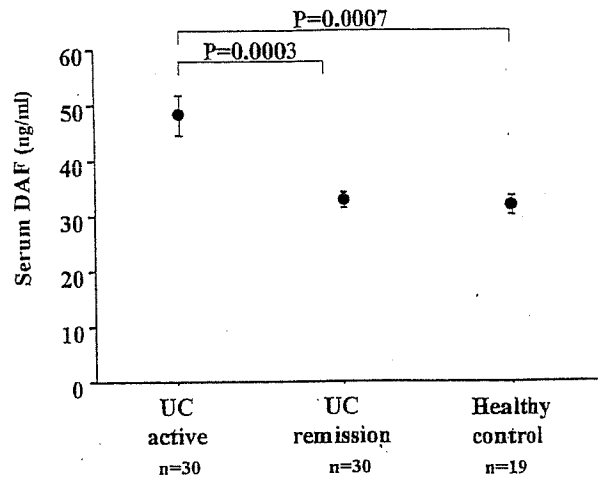 P=0.0007
P=0.0003
Serum DAF (ng/ml)
60
50
40
30
20
10
0
UC
active
n=30
UC
remission
n=30
Healthy
control
n=19